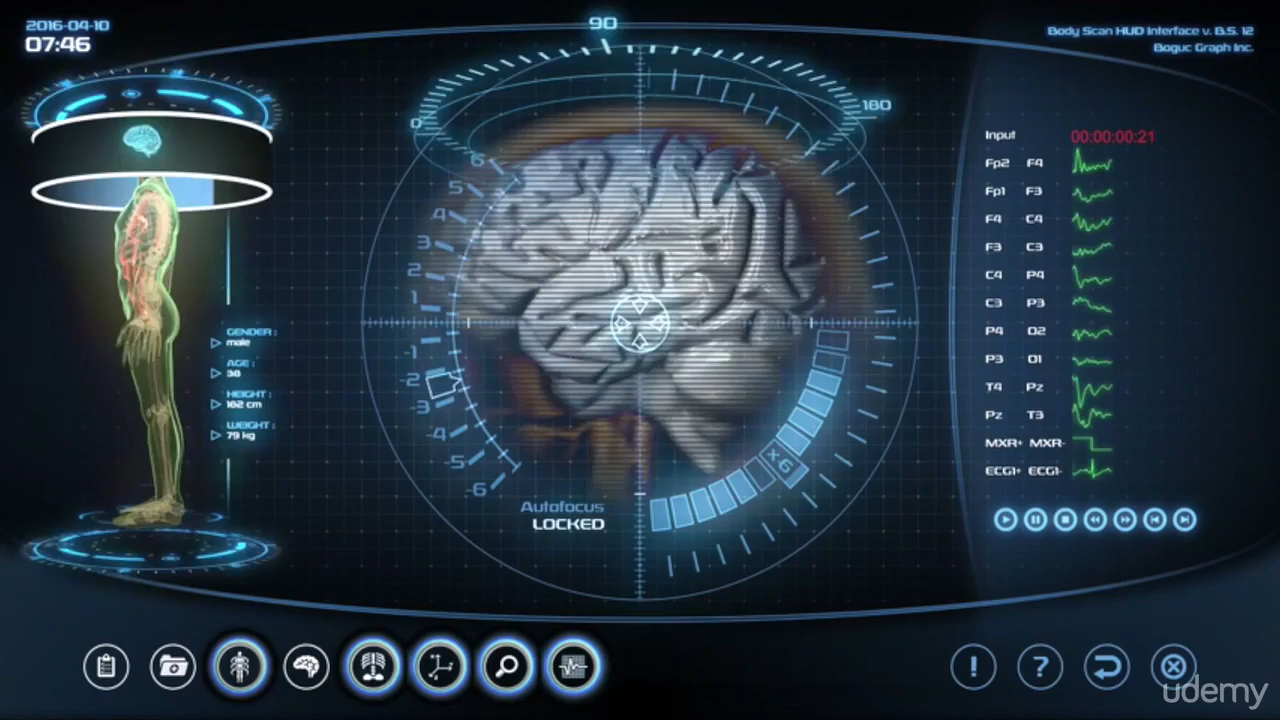 2016-04-10
07:46
Body Scan HUD Interface v. B.S. 12
Boguc Graph Inc.
90
0
180
6
5
4
3
2
1
-1
-2
-3
-4
-5
-6
x6
Autofocus
LOCKED
GENDER :
male
AGE :
38
HEIGHT :
182 cm
WEIGHT :
79 kg
Input 00:00:00:21
Fp2 F4
Fp1 F3
F4 C4
F3 C3
C4 P4
C3 P3
P4 O2
P3 O1
T4 Pz
Pz T3
MXR+ MXR-
ECG1+ ECG1-
! ?
udemy